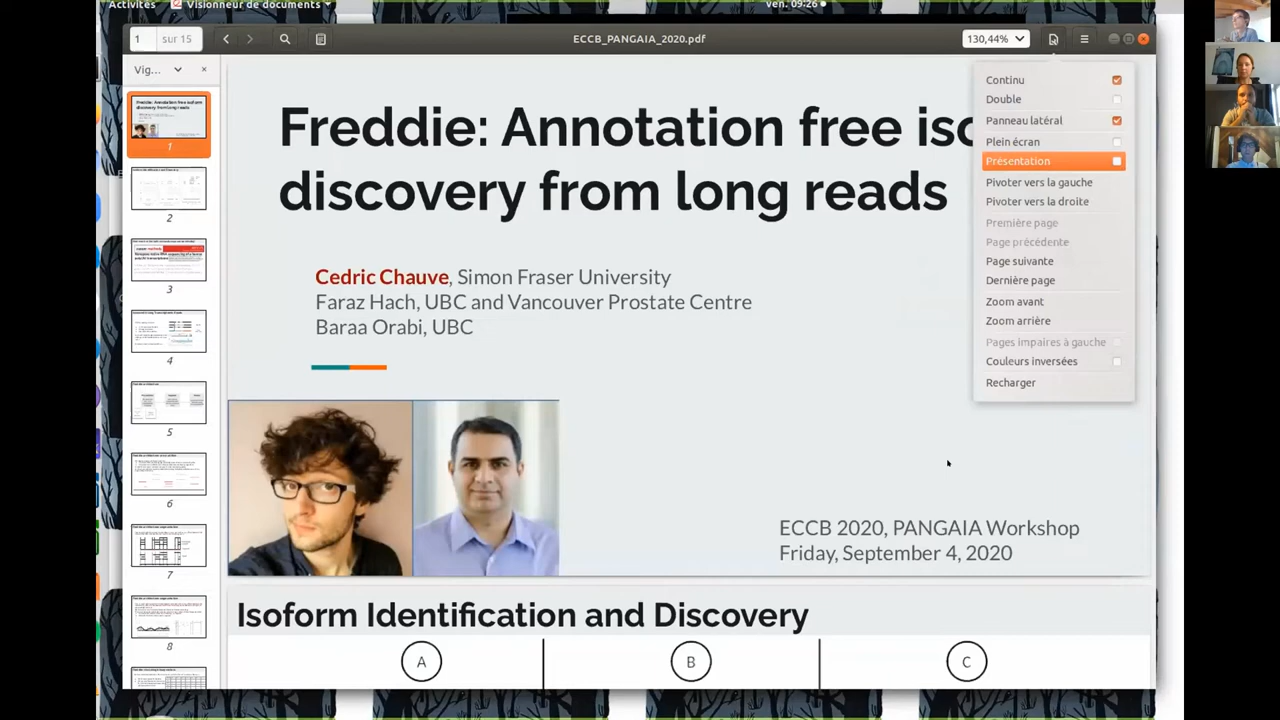 Activités
Visionneur de documents
ven. 09:26
1
sur 15
ECCB_PANGAIA_2020.pdf
130,44%
Vig...
1
2
3
4
5
6
7
8
Freddie: Annotation free iso
discovery from long reads
Cedric Chauve, Simon Fraser University
Faraz Hach, UBC and Vancouver Prostate Centre
Baraa Orabi, UBC
ECCB 2020, PANGAIA Workshop
Friday, September 4, 2020
Isoform Identification and Discovery
A
B
C
Continu
Double
Panneau latéral
Plein écran
Présentation
Pivoter vers la gauche
Pivoter vers la droite
Première page
Page précédente
Page suivante
Dernière page
Zoom avant
Zoom arrière
Pages impaires à gauche
Couleurs inversées
Recharger